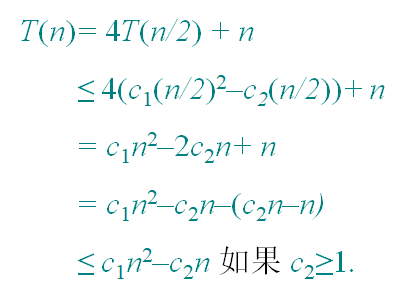 T(n)= 4T(n/2) + n
≤ 4(c₁(n/2)²–c₂(n/2))+ n
= c₁n²–2c₂n+ n
= c₁n²–c₂n–(c₂n–n)
≤ c₁n²–c₂n 如果 c₂≥1.